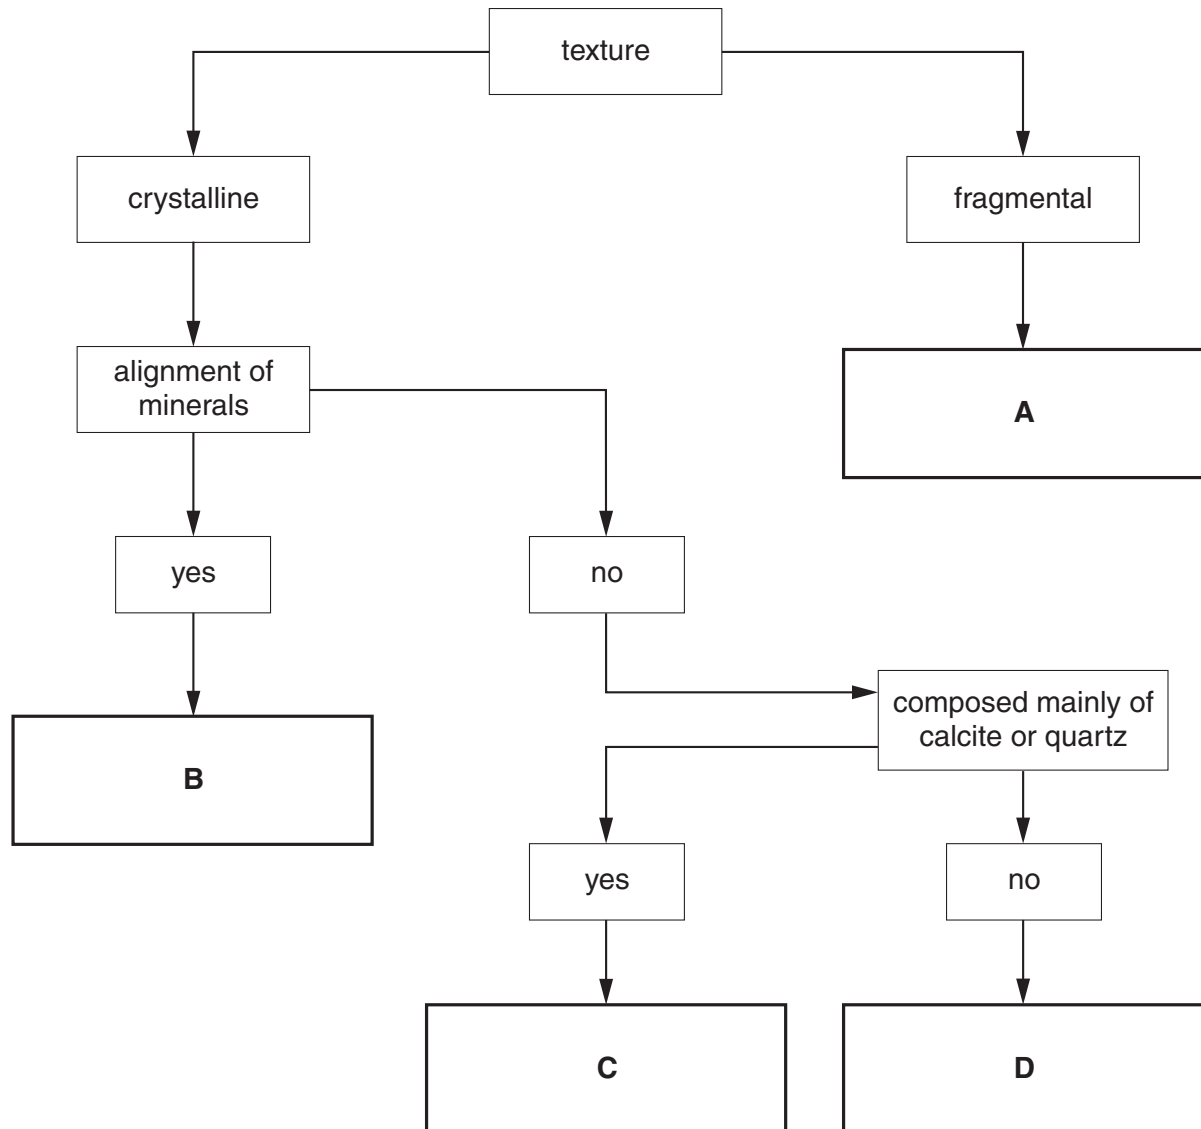 texture
crystalline
fragmental
alignment of
minerals
A
yes
no
composed mainly of
calcite or quartz
B
yes
no
C
D